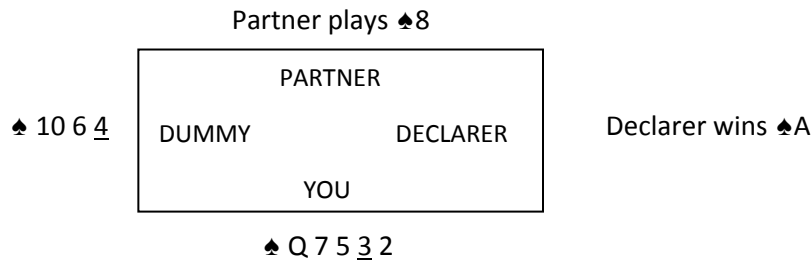 Partner plays ♠8
PARTNER
♠ 10 6 4 DUMMY DECLARER Declarer wins ♠A
YOU
♠ Q 7 5 3 2